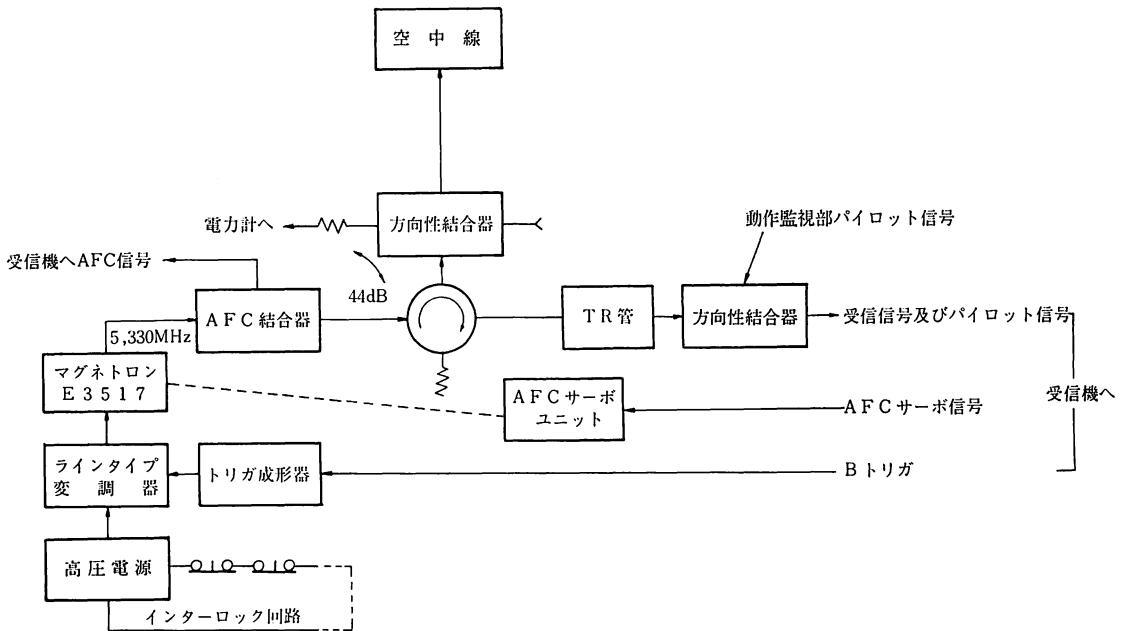 空中線
電力計へ
方向性結合器
動作監視部パイロット信号
受信機へAFC信号
44dB
AFC結合器
TR管
方向性結合器
受信信号及びパイロット信号
5,330MHz
マグネトロン
E3517
AFCサーボ
ユニット
AFCサーボ信号
受信機へ
ラインタイプ
変調器
トリガ成形器
Bトリガ
高圧電源
インターロック回路